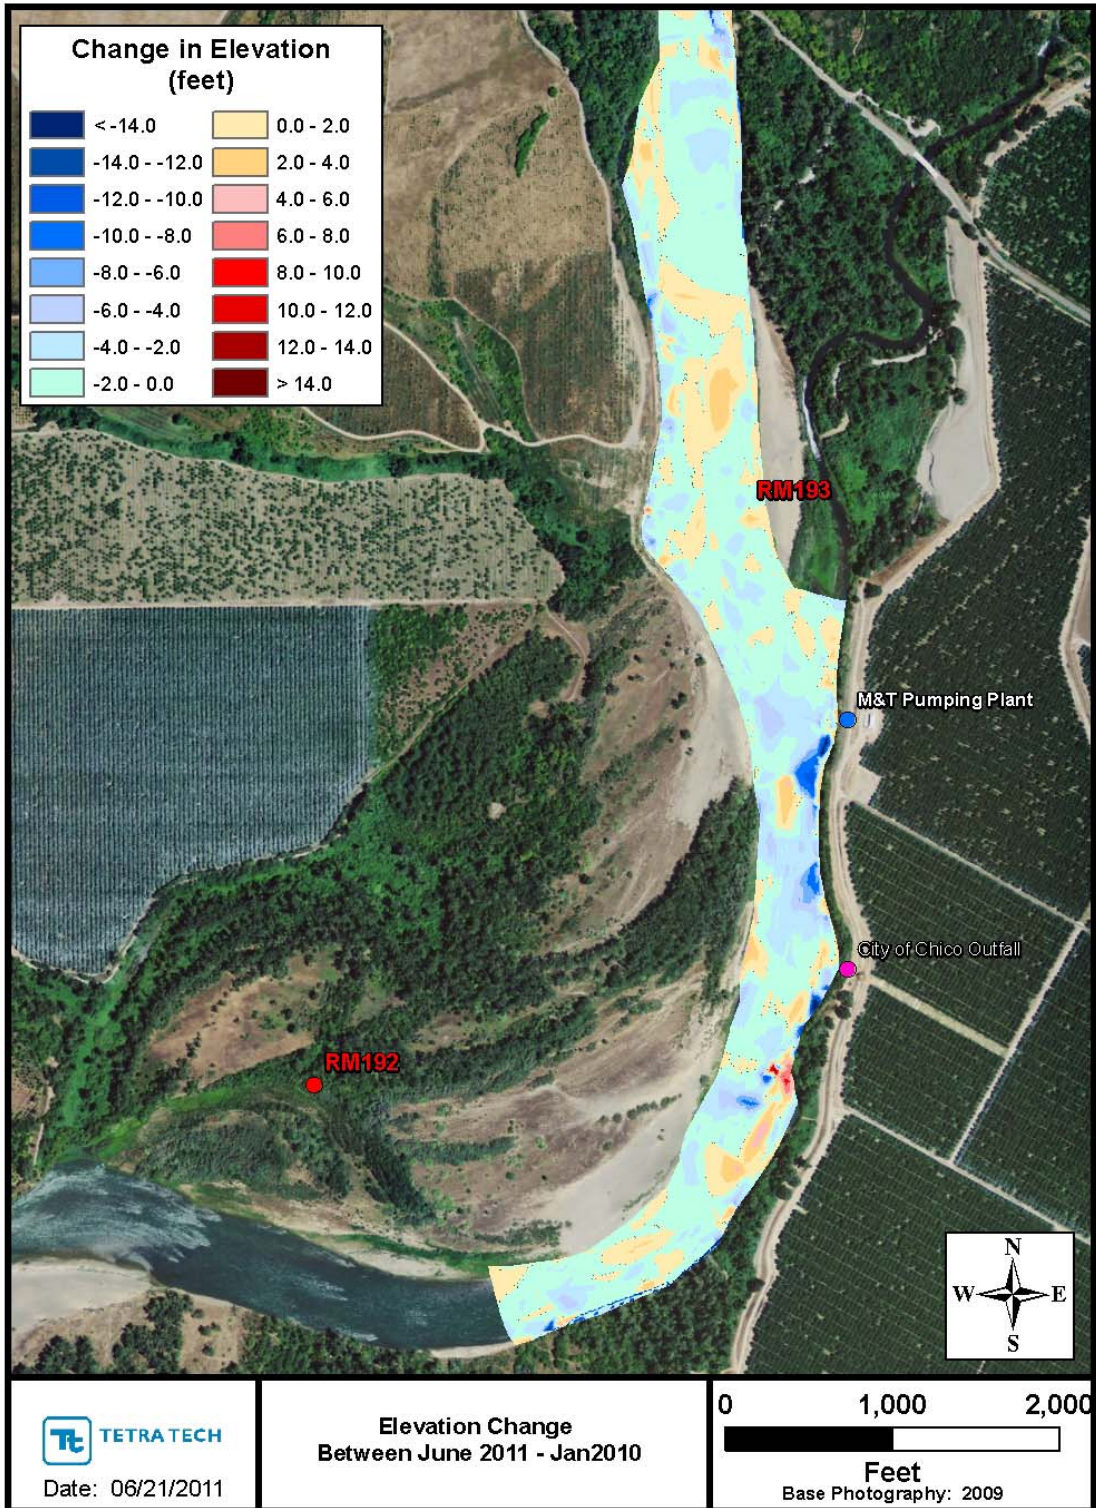 Change in Elevation
(feet)
< -14.0
-14.0 - -12.0
-12.0 - -10.0
-10.0 - -8.0
-8.0 - -6.0
-6.0 - -4.0
-4.0 - -2.0
-2.0 - 0.0
0.0 - 2.0
2.0 - 4.0
4.0 - 6.0
6.0 - 8.0
8.0 - 10.0
10.0 - 12.0
12.0 - 14.0
> 14.0
RM193
M&T Pumping Plant
City of Chico Outfall
RM192
N
W E
S
Tt TETRA TECH
Date: 06/21/2011
Elevation Change
Between June 2011 - Jan2010
0 1,000 2,000
Feet
Base Photography: 2009